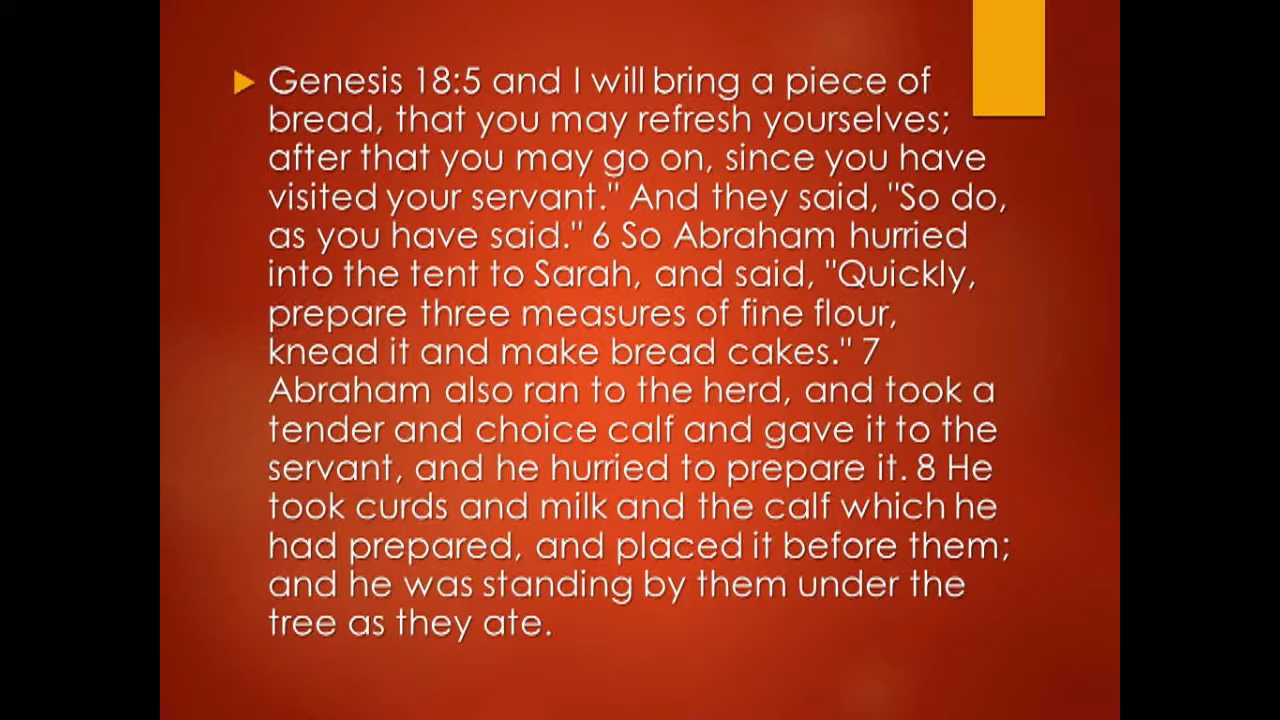 Genesis 18:5 and I will bring a piece of
bread, that you may refresh yourselves;
after that you may go on, since you have
visited your servant." And they said, "So do,
as you have said." 6 So Abraham hurried
into the tent to Sarah, and said, "Quickly,
prepare three measures of fine flour,
knead it and make bread cakes." 7
Abraham also ran to the herd, and took a
tender and choice calf and gave it to the
servant, and he hurried to prepare it. 8 He
took curds and milk and the calf which he
had prepared, and placed it before them;
and he was standing by them under the
tree as they ate.